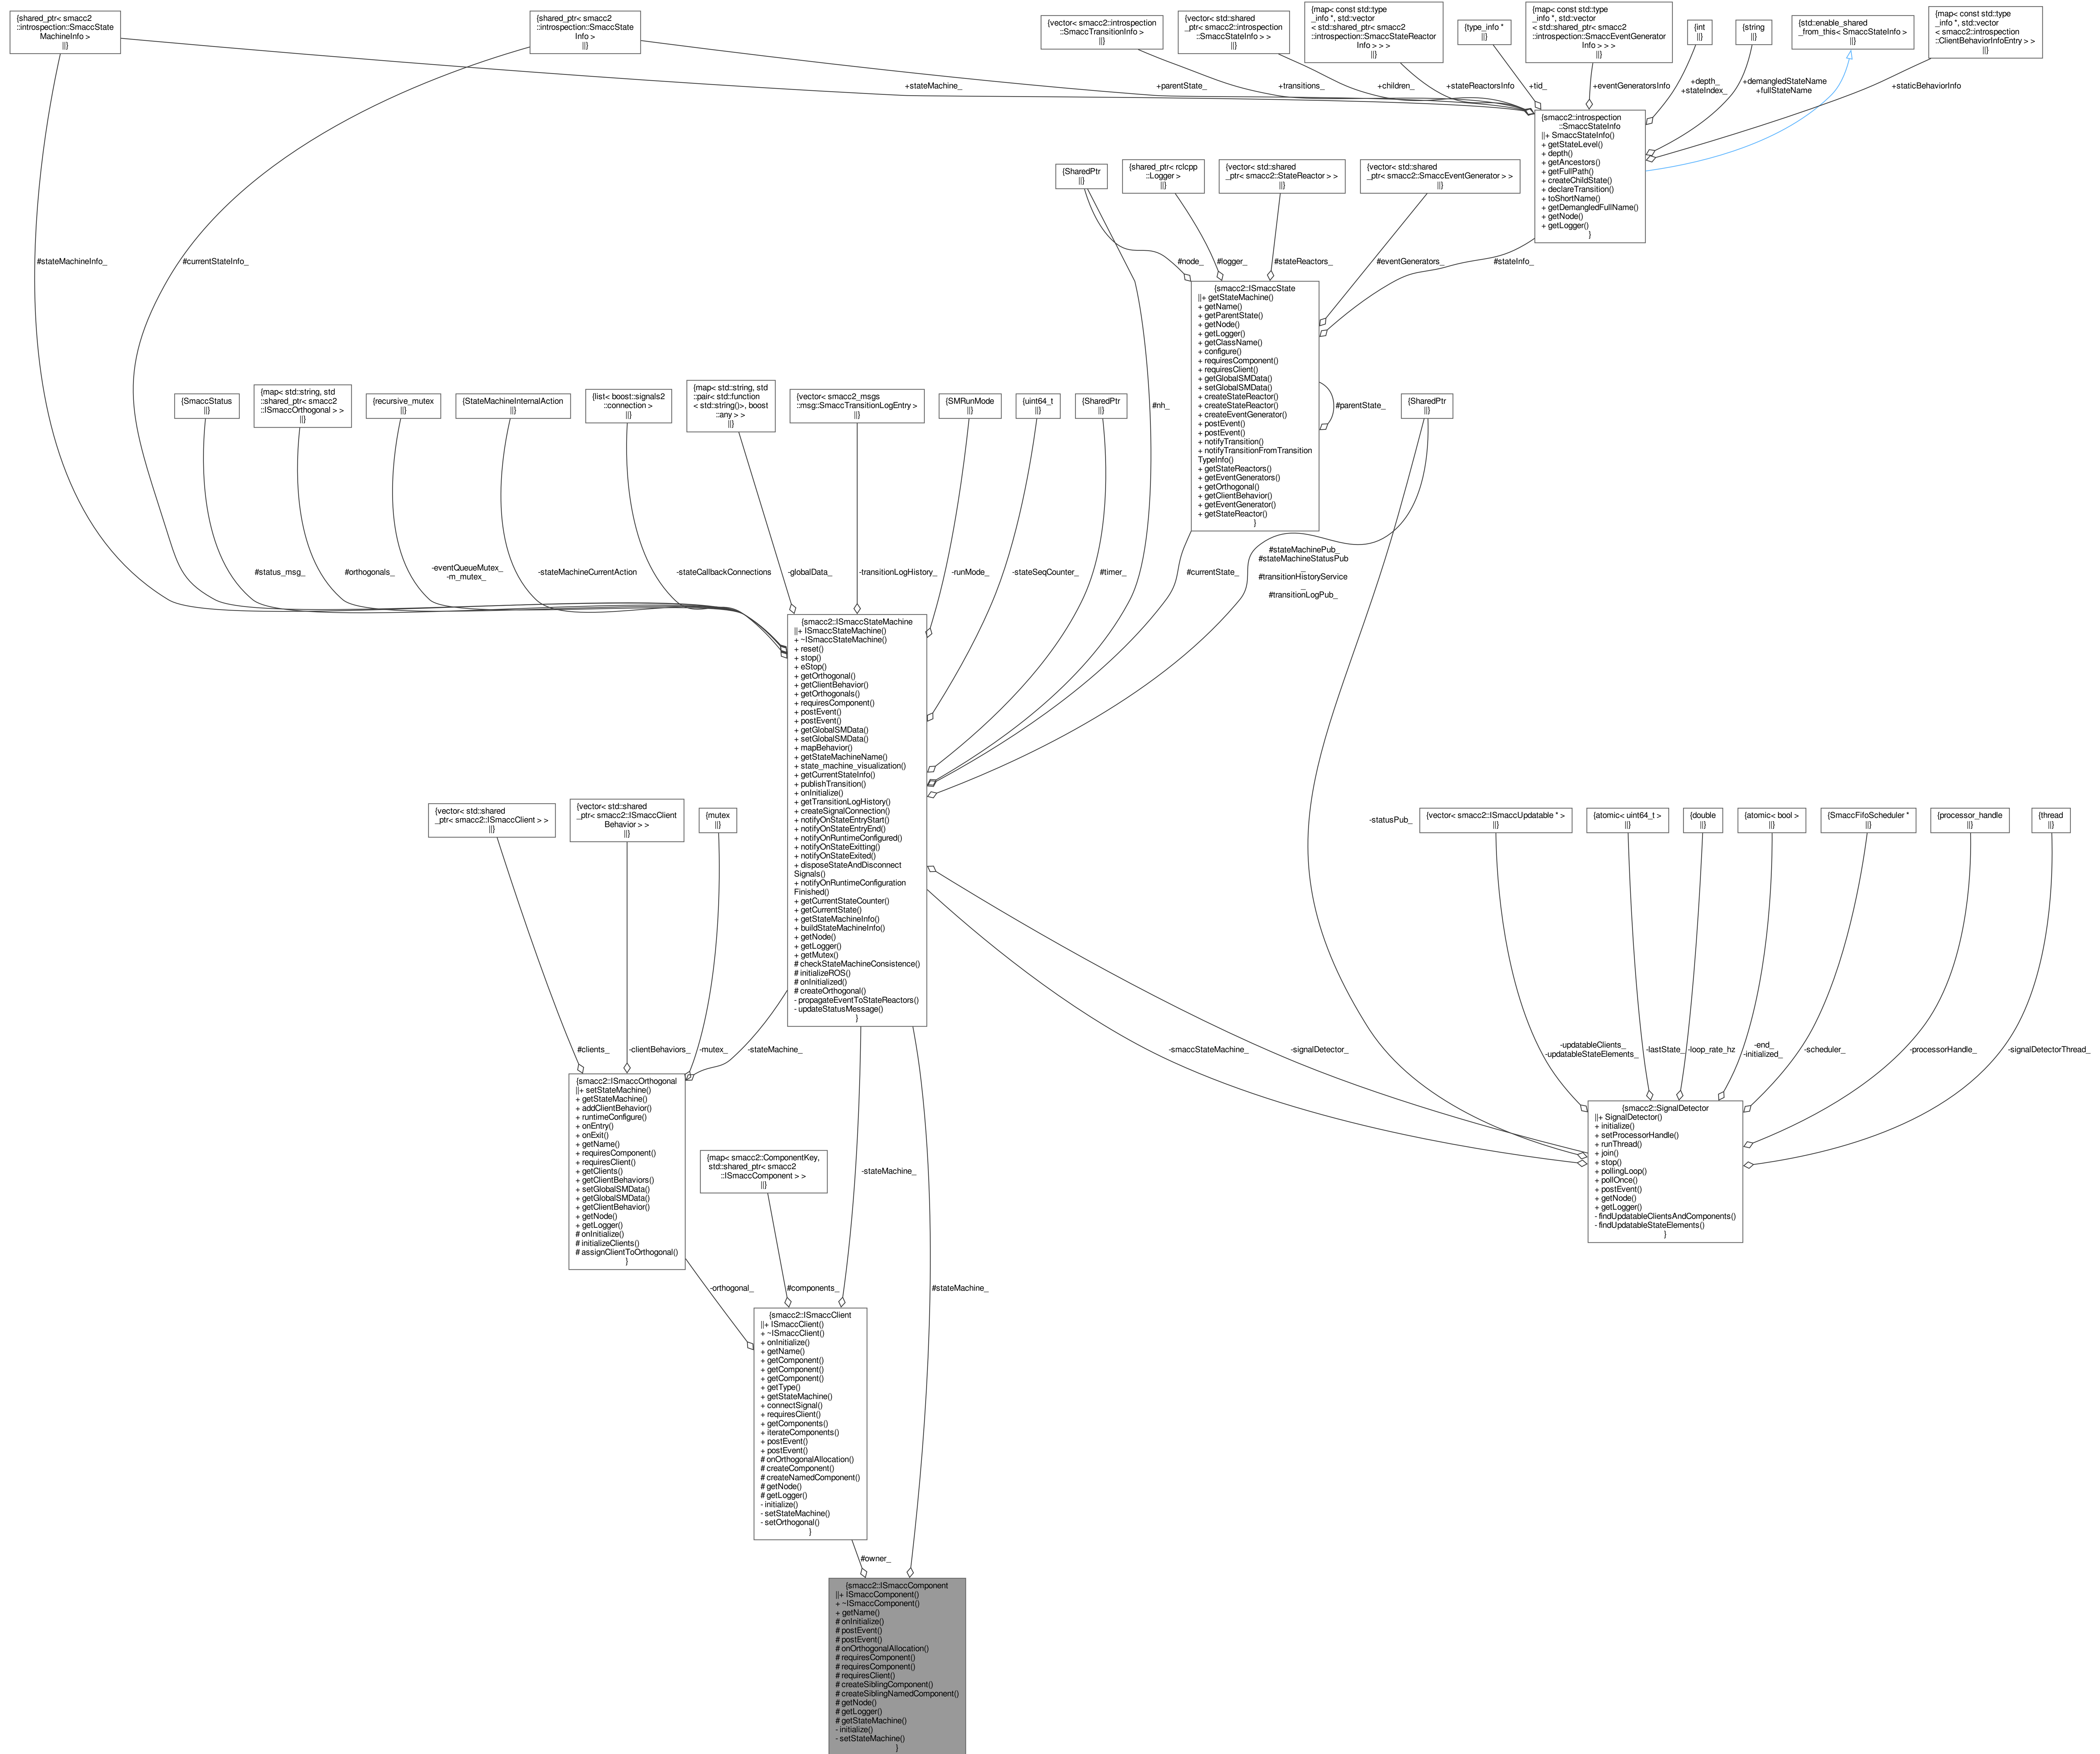 {shared_ptr< smacc2
::introspection::SmaccState
MachineInfo >
||}
{shared_ptr< smacc2
::introspection::SmaccState
Info >
||}
{vector< smacc2::introspection
::SmaccTransitionInfo >
||}
{vector< std::shared
_ptr< smacc2::introspection
::SmaccStateInfo > >
||}
{map< const std::type
_info *, std::vector
< std::shared_ptr< smacc2
::introspection::SmaccStateReactor
Info > > >
||}
{type_info *
||}
{map< const std::type
_info *, std::vector
< std::shared_ptr< smacc2
::introspection::SmaccEventGenerator
Info > > >
||}
{int
||}
{string
||}
{std::enable_shared
_from_this< SmaccStateInfo >
||}
{map< const std::type
_info *, std::vector
< smacc2::introspection
::ClientBehaviorInfoEntry > >
||}
+stateMachine_
+parentState_
+transitions_
+children_
+stateReactorsInfo
+tid_
+eventGeneratorsInfo
+depth_
+stateIndex_
+demangledStateName
+fullStateName
+staticBehaviorInfo
{smacc2::introspection
::SmaccStateInfo
||+ SmaccStateInfo()
+ getStateLevel()
+ depth()
+ getAncestors()
+ getFullPath()
+ createChildState()
+ declareTransition()
+ toShortName()
+ getDemangledFullName()
+ getNode()
+ getLogger()
}
{SharedPtr
||}
{shared_ptr< rclcpp
::Logger >
||}
{vector< std::shared
_ptr< smacc2::StateReactor > >
||}
{vector< std::shared
_ptr< smacc2::SmaccEventGenerator > >
||}
#stateMachineInfo_
#currentStateInfo_
#node_
#logger_
#stateReactors_
#eventGenerators_
#stateInfo_
{smacc2::ISmaccState
||+ getStateMachine()
+ getName()
+ getParentState()
+ getNode()
+ getLogger()
+ getClassName()
+ configure()
+ requiresComponent()
+ requiresClient()
+ getGlobalSMData()
+ setGlobalSMData()
+ createStateReactor()
+ createStateReactor()
+ createEventGenerator()
+ postEvent()
+ postEvent()
+ notifyTransition()
+ notifyTransitionFromTransition
TypeInfo()
+ getStateReactors()
+ getEventGenerators()
+ getOrthogonal()
+ getClientBehavior()
+ getEventGenerator()
+ getStateReactor()
}
#parentState_
#nh_
{SmaccStatus
||}
{map< std::string, std
::shared_ptr< smacc2
::ISmaccOrthogonal > >
||}
{recursive_mutex
||}
{StateMachineInternalAction
||}
{list< boost::signals2
::connection >
||}
{map< std::string, std
::pair< std::function
< std::string()>, boost
::any > >
||}
{vector< smacc2_msgs
::msg::SmaccTransitionLogEntry >
||}
{SMRunMode
||}
{uint64_t
||}
{SharedPtr
||}
{SharedPtr
||}
#status_msg_
#orthogonals_
-eventQueueMutex_
-m_mutex_
-stateMachineCurrentAction
-stateCallbackConnections
-globalData_
-transitionLogHistory_
-runMode_
-stateSeqCounter_
#timer_
#currentState_
#stateMachinePub_
#stateMachineStatusPub
_
#transitionHistoryService
_
#transitionLogPub_
{smacc2::ISmaccStateMachine
||+ ISmaccStateMachine()
+ ~ISmaccStateMachine()
+ reset()
+ stop()
+ eStop()
+ getOrthogonal()
+ getClientBehavior()
+ getOrthogonals()
+ requiresComponent()
+ postEvent()
+ postEvent()
+ getGlobalSMData()
+ setGlobalSMData()
+ mapBehavior()
+ getStateMachineName()
+ state_machine_visualization()
+ getCurrentStateInfo()
+ publishTransition()
+ onInitialize()
+ getTransitionLogHistory()
+ createSignalConnection()
+ notifyOnStateEntryStart()
+ notifyOnStateEntryEnd()
+ notifyOnRuntimeConfigured()
+ notifyOnStateExitting()
+ notifyOnStateExited()
+ disposeStateAndDisconnect
Signals()
+ notifyOnRuntimeConfiguration
Finished()
+ getCurrentStateCounter()
+ getCurrentState()
+ getStateMachineInfo()
+ buildStateMachineInfo()
+ getNode()
+ getLogger()
+ getMutex()
# checkStateMachineConsistence()
# initializeROS()
# onInitialized()
# createOrthogonal()
- propagateEventToStateReactors()
- updateStatusMessage()
}
{vector< std::shared
_ptr< smacc2::ISmaccClient > >
||}
{vector< std::shared
_ptr< smacc2::ISmaccClient
Behavior > >
||}
{mutex
||}
-statusPub_
{vector< smacc2::ISmaccUpdatable * >
||}
{atomic< uint64_t >
||}
{double
||}
{atomic< bool >
||}
{SmaccFifoScheduler *
||}
{processor_handle
||}
{thread
||}
#clients_
-clientBehaviors_
-mutex_
-stateMachine_
-smaccStateMachine_
-signalDetector_
-updatableClients_
-updatableStateElements_
-lastState_
-loop_rate_hz
-end_
-initialized_
-scheduler_
-processorHandle_
-signalDetectorThread_
{smacc2::ISmaccOrthogonal
||+ setStateMachine()
+ getStateMachine()
+ addClientBehavior()
+ runtimeConfigure()
+ onEntry()
+ onExit()
+ getName()
+ requiresComponent()
+ requiresClient()
+ getClients()
+ getClientBehaviors()
+ setGlobalSMData()
+ getGlobalSMData()
+ getClientBehavior()
+ getNode()
+ getLogger()
# onInitialize()
# initializeClients()
# assignClientToOrthogonal()
}
{smacc2::SignalDetector
||+ SignalDetector()
+ initialize()
+ setProcessorHandle()
+ runThread()
+ join()
+ stop()
+ pollingLoop()
+ pollOnce()
+ postEvent()
+ getNode()
+ getLogger()
- findUpdatableClientsAndComponents()
- findUpdatableStateElements()
}
{map< smacc2::ComponentKey,
std::shared_ptr< smacc2
::ISmaccComponent > >
||}
-stateMachine_
-orthogonal_
#components_
#stateMachine_
{smacc2::ISmaccClient
||+ ISmaccClient()
+ ~ISmaccClient()
+ onInitialize()
+ getName()
+ getComponent()
+ getComponent()
+ getComponent()
+ getType()
+ getStateMachine()
+ connectSignal()
+ requiresClient()
+ getComponents()
+ iterateComponents()
+ postEvent()
+ postEvent()
# onOrthogonalAllocation()
# createComponent()
# createNamedComponent()
# getNode()
# getLogger()
- initialize()
- setStateMachine()
- setOrthogonal()
}
#owner_
{smacc2::ISmaccComponent
||+ ISmaccComponent()
+ ~ISmaccComponent()
+ getName()
# onInitialize()
# postEvent()
# postEvent()
# onOrthogonalAllocation()
# requiresComponent()
# requiresComponent()
# requiresClient()
# createSiblingComponent()
# createSiblingNamedComponent()
# getNode()
# getLogger()
# getStateMachine()
- initialize()
- setStateMachine()
}